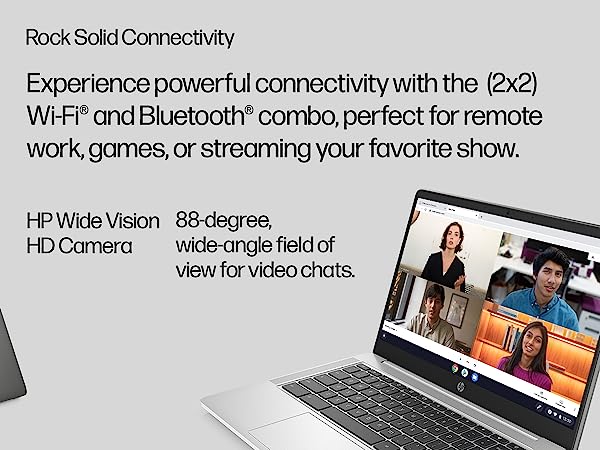 Rock Solid Connectivity
Experience powerful connectivity with the (2x2)
Wi-Fi® and Bluetooth® combo, perfect for remote
work, games, or streaming your favorite show.
HP Wide Vision
HD Camera
88-degree,
wide-angle field of
view for video chats.
hp